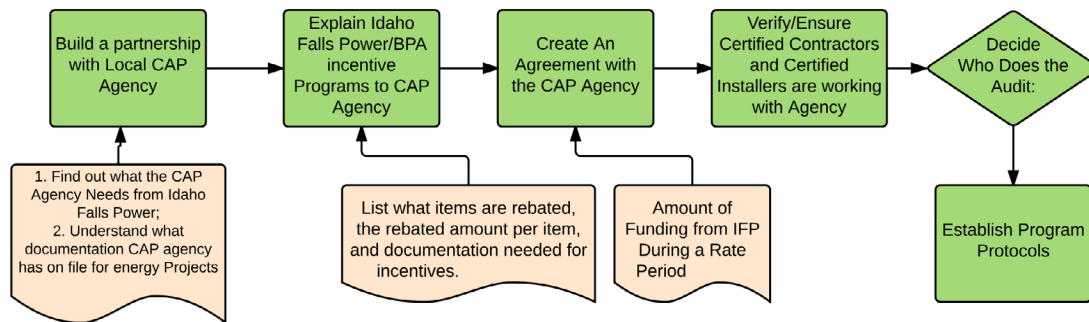 Build a partnership
with Local CAP
Agency
Explain Idaho
Falls Power/BPA
incentive
Programs to CAP
Agency
Create An
Agreement with
the CAP Agency
Verify/Ensure
Certified Contractors
and Certified
Installers are working
with Agency
Decide
Who Does the
Audit:
1. Find out what the CAP
Agency Needs from Idaho
Falls Power;
2. Understand what
documentation CAP agency
has on file for energy Projects
List what items are rebated,
the rebated amount per item,
and documentation needed for
incentives.
Amount of
Funding from IFP
During a Rate
Period
Establish Program
Protocols